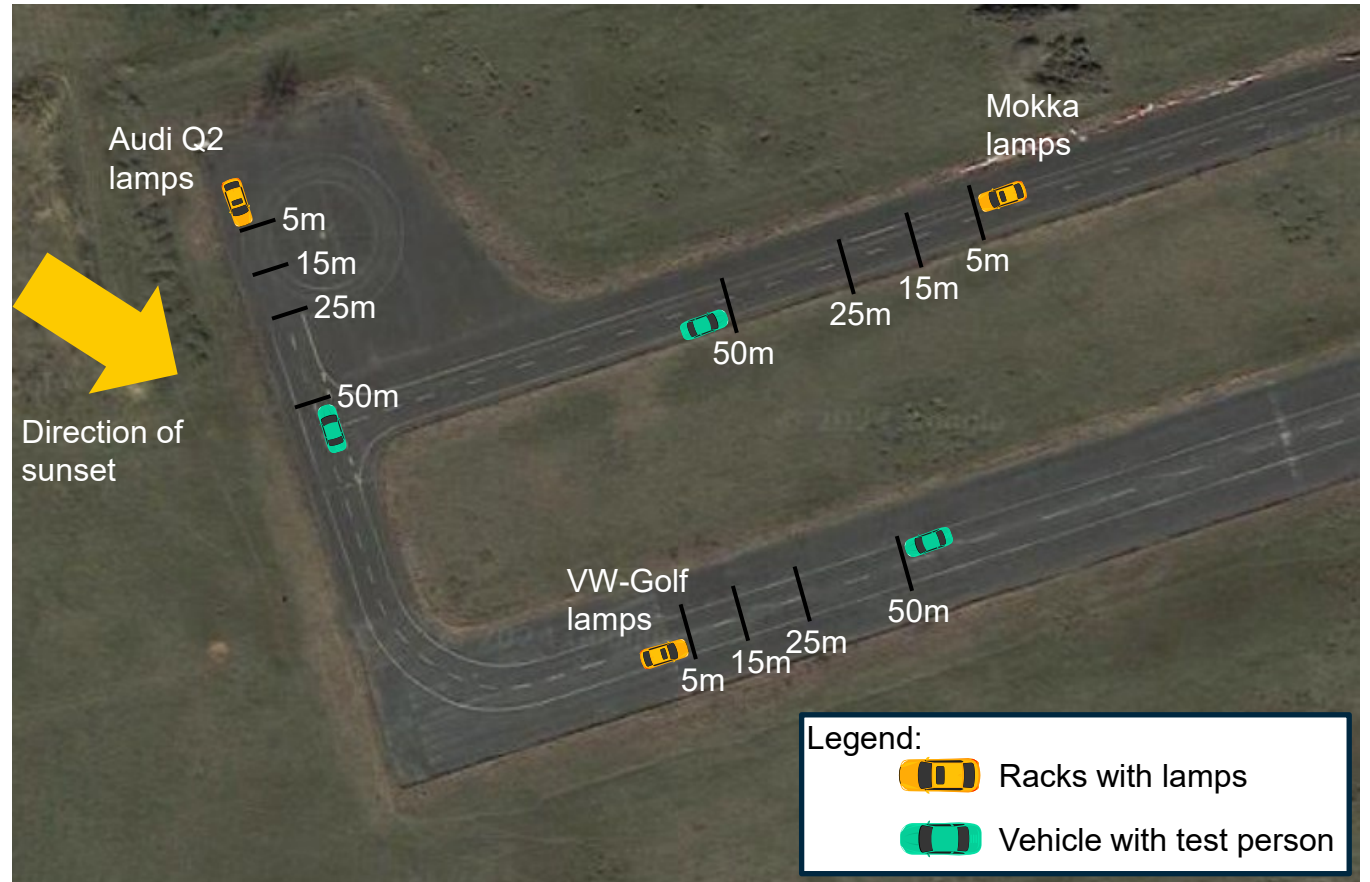 Audi Q2
lamps
5m
15m
25m
50m
Direction of
sunset
Mokka
lamps
5m
15m
25m
50m
VW-Golf
lamps
5m
15m
25m
50m
Legend:
Racks with lamps
Vehicle with test person